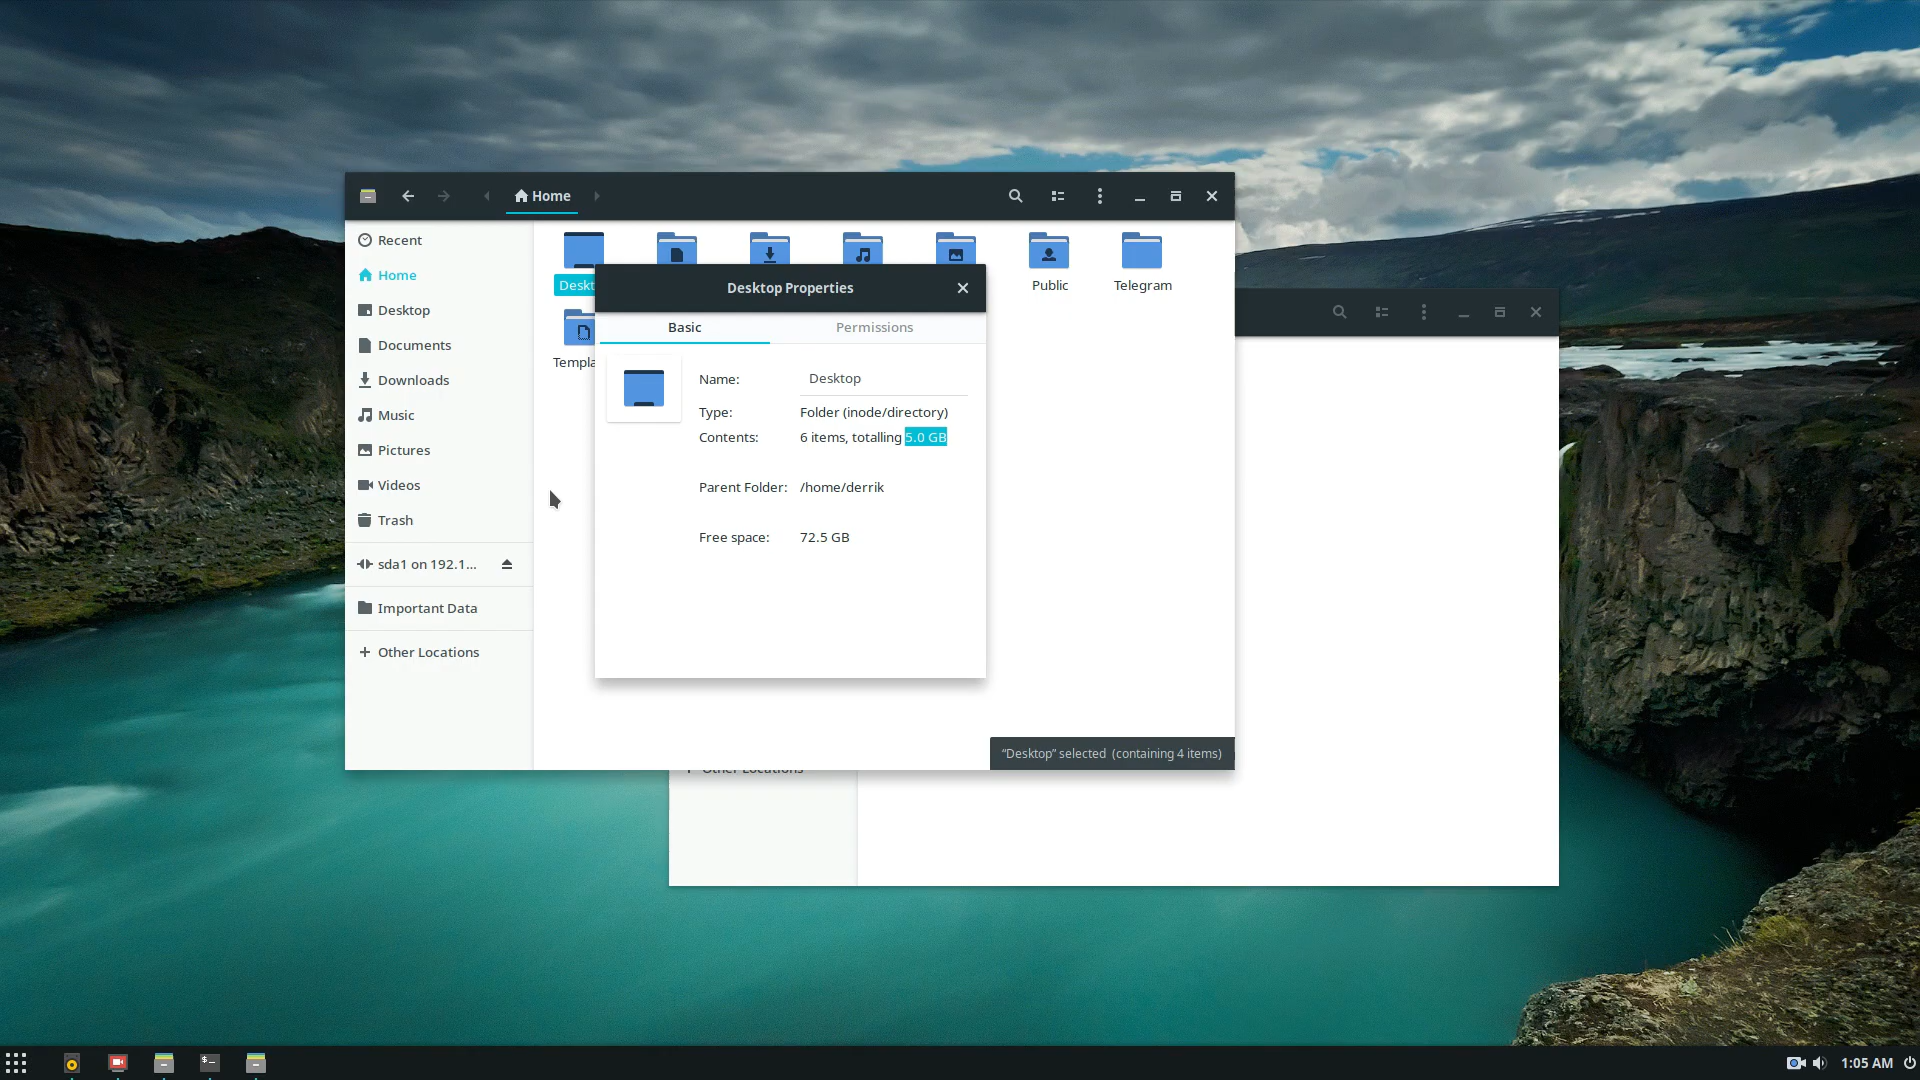 Home
Recent
Home
Desktop
Documents
Downloads
Music
Pictures
Videos
Trash
sda1 on 192.1...
Important Data
Other Locations
Deskt
Public
Telegram
Templa
Desktop Properties
Basic
Permissions
Name:
Desktop
Type:
Folder (inode/directory)
Contents:
6 items, totalling 5.0 GB
Parent Folder:
/home/derrik
Free space:
72.5 GB
“Desktop” selected (containing 4 items)
Other Locations
$-
1:05 AM